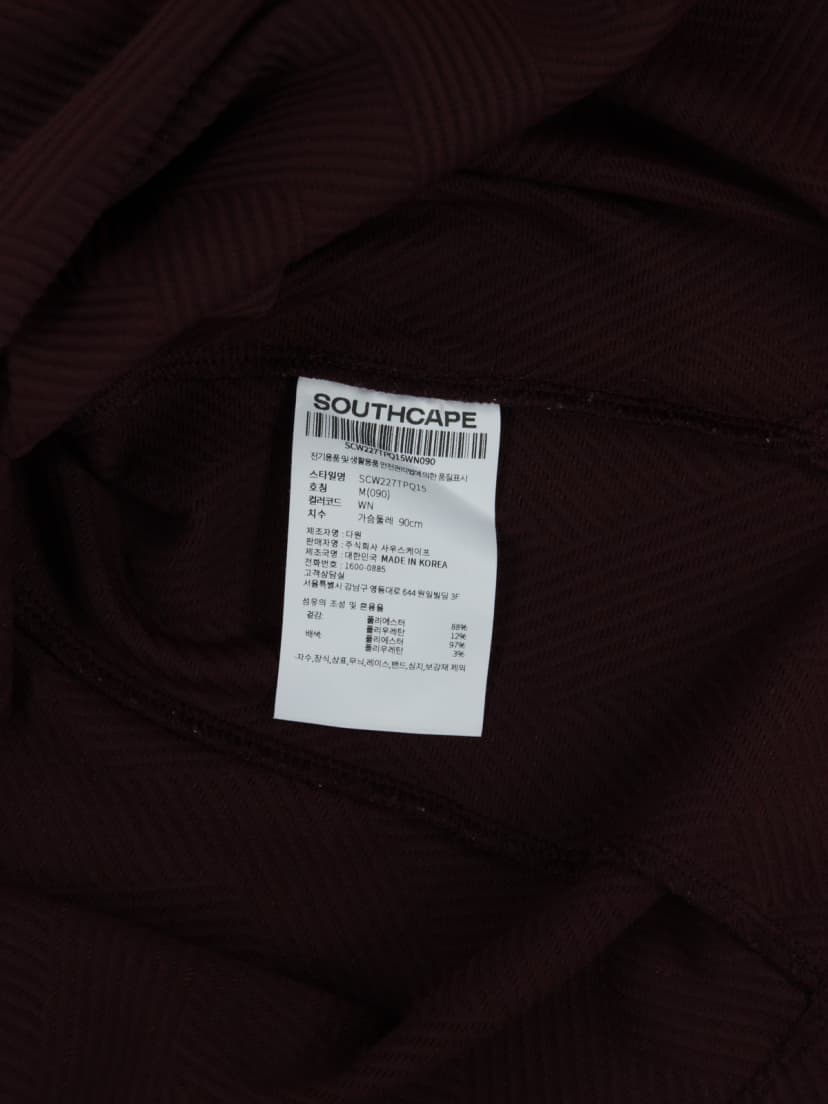 SOUTHCAPE
SCW227TPQ15WN090
전기용품 및 생활용품 안전관리법에 의한 품질표시
스타일명 SCW227TPQ15
호칭 M(090)
컬러코드 WN
치수 가슴둘레 90cm
제조자명 : 다원
판매자명 : 주식회사 사우스케이프
제조국명 : 대한민국 MADE IN KOREA
전화번호 : 1600-0885
고객상담실
서울특별시 강남구 영동대로 644 원일빌딩 3F
섬유의 조성 및 혼용율
겉감: 폴리에스터 88%
폴리우레탄 12%
배색: 폴리에스터 97%
폴리우레탄 3%
자수,장식,상표,무늬,레이스,밴드,심지,보강재 제외